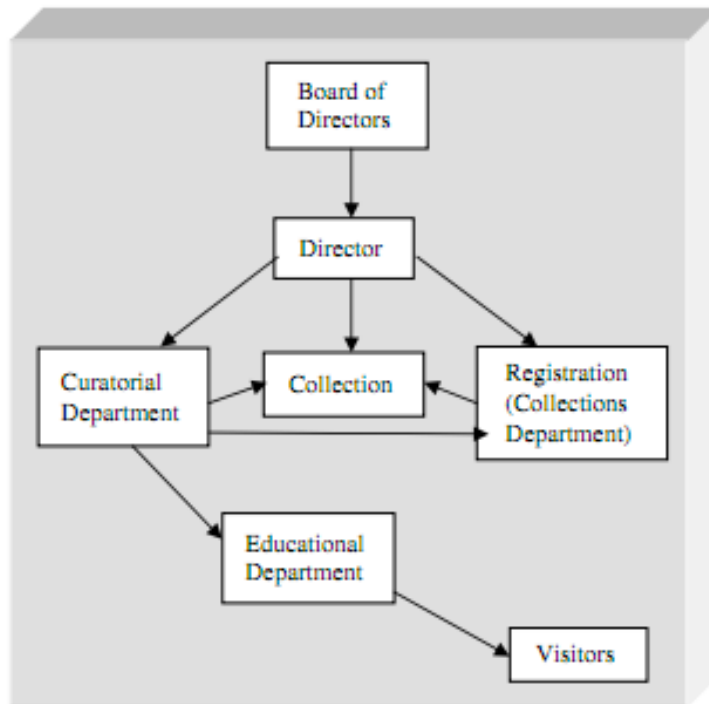 Board of
Directors
Director
Curatorial
Department
Collection
Registration
(Collections
Department)
Educational
Department
Visitors